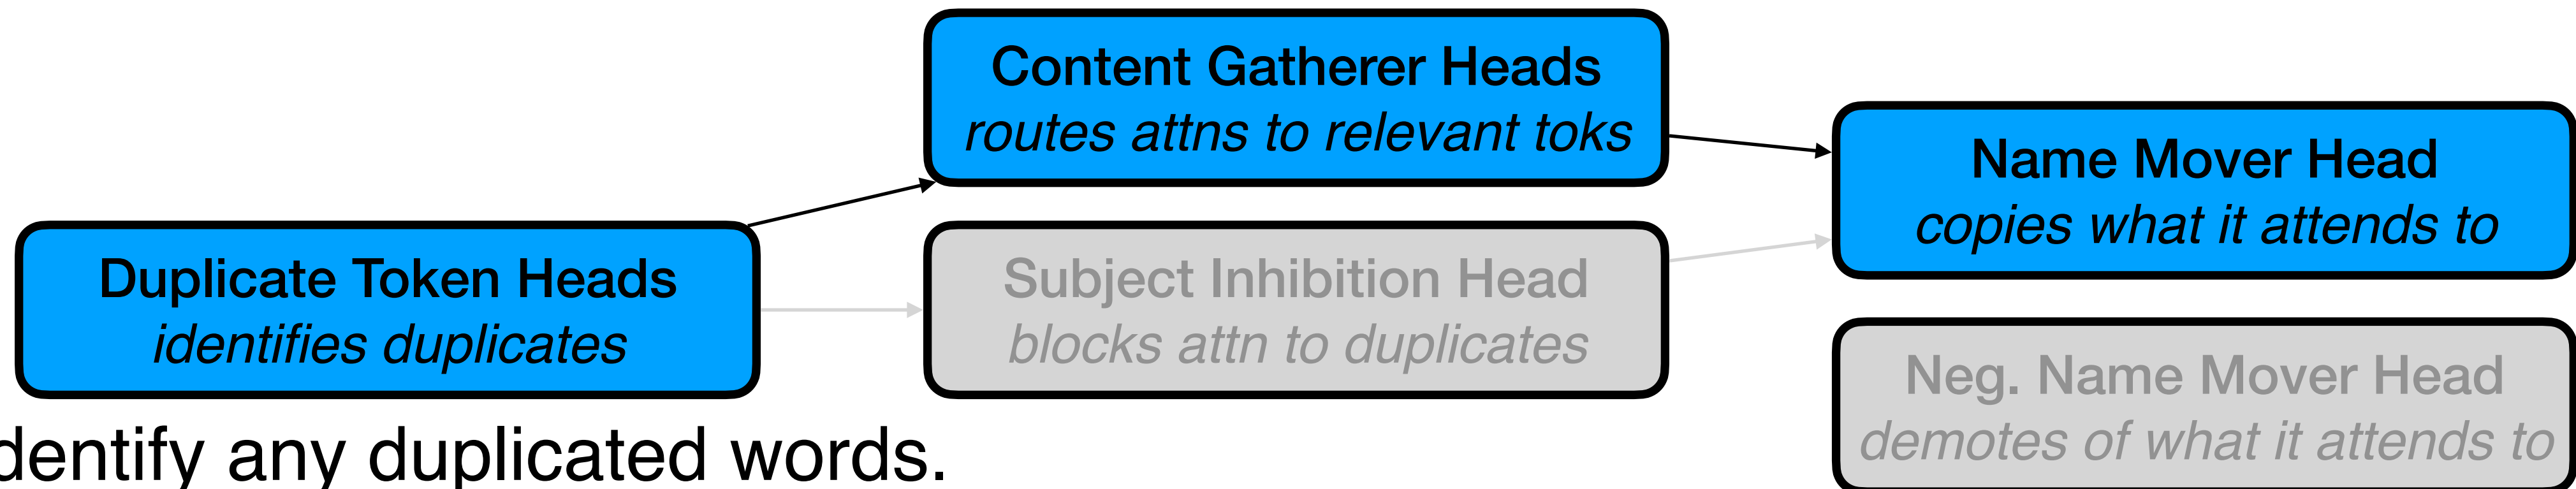 Content Gatherer Heads
routes attns to relevant toks
Name Mover Head
copies what it attends to
Duplicate Token Heads
identifies duplicates
Subject Inhibition Head
blocks attn to duplicates
Neg. Name Mover Head
demotes of what it attends to
dentify any duplicated words.